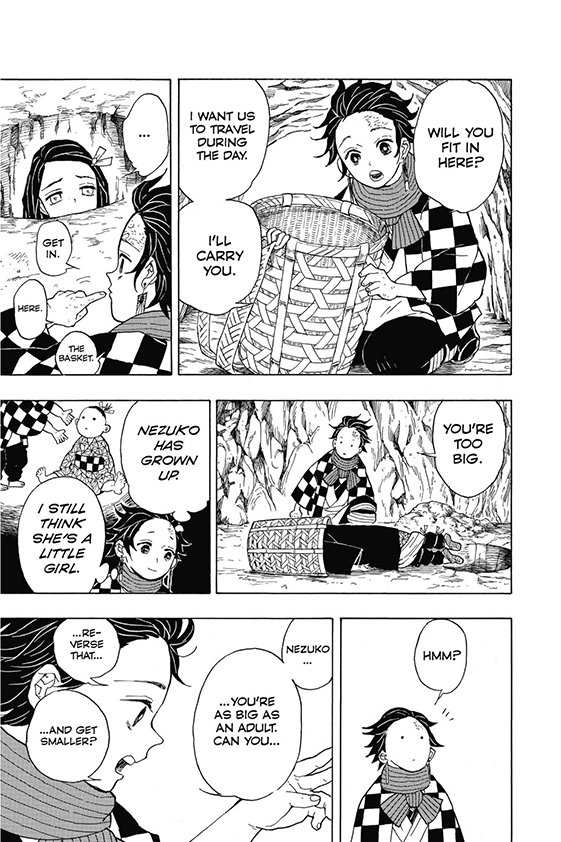 WILL YOU
FIT IN
HERE?
I WANT US
TO TRAVEL
DURING
THE DAY.
I'LL
CARRY
YOU.
...
GET
IN.
HERE.
THE
BASKET.
YOU'RE
TOO
BIG.
NEZUKO
HAS
GROWN
UP.
I STILL
THINK
SHE'S A
LITTLE
GIRL.
HMM?
NEZUKO
...
...YOU'RE
AS BIG AS
AN ADULT.
CAN YOU...
...RE-
VERSE
THAT...
...AND GET
SMALLER?